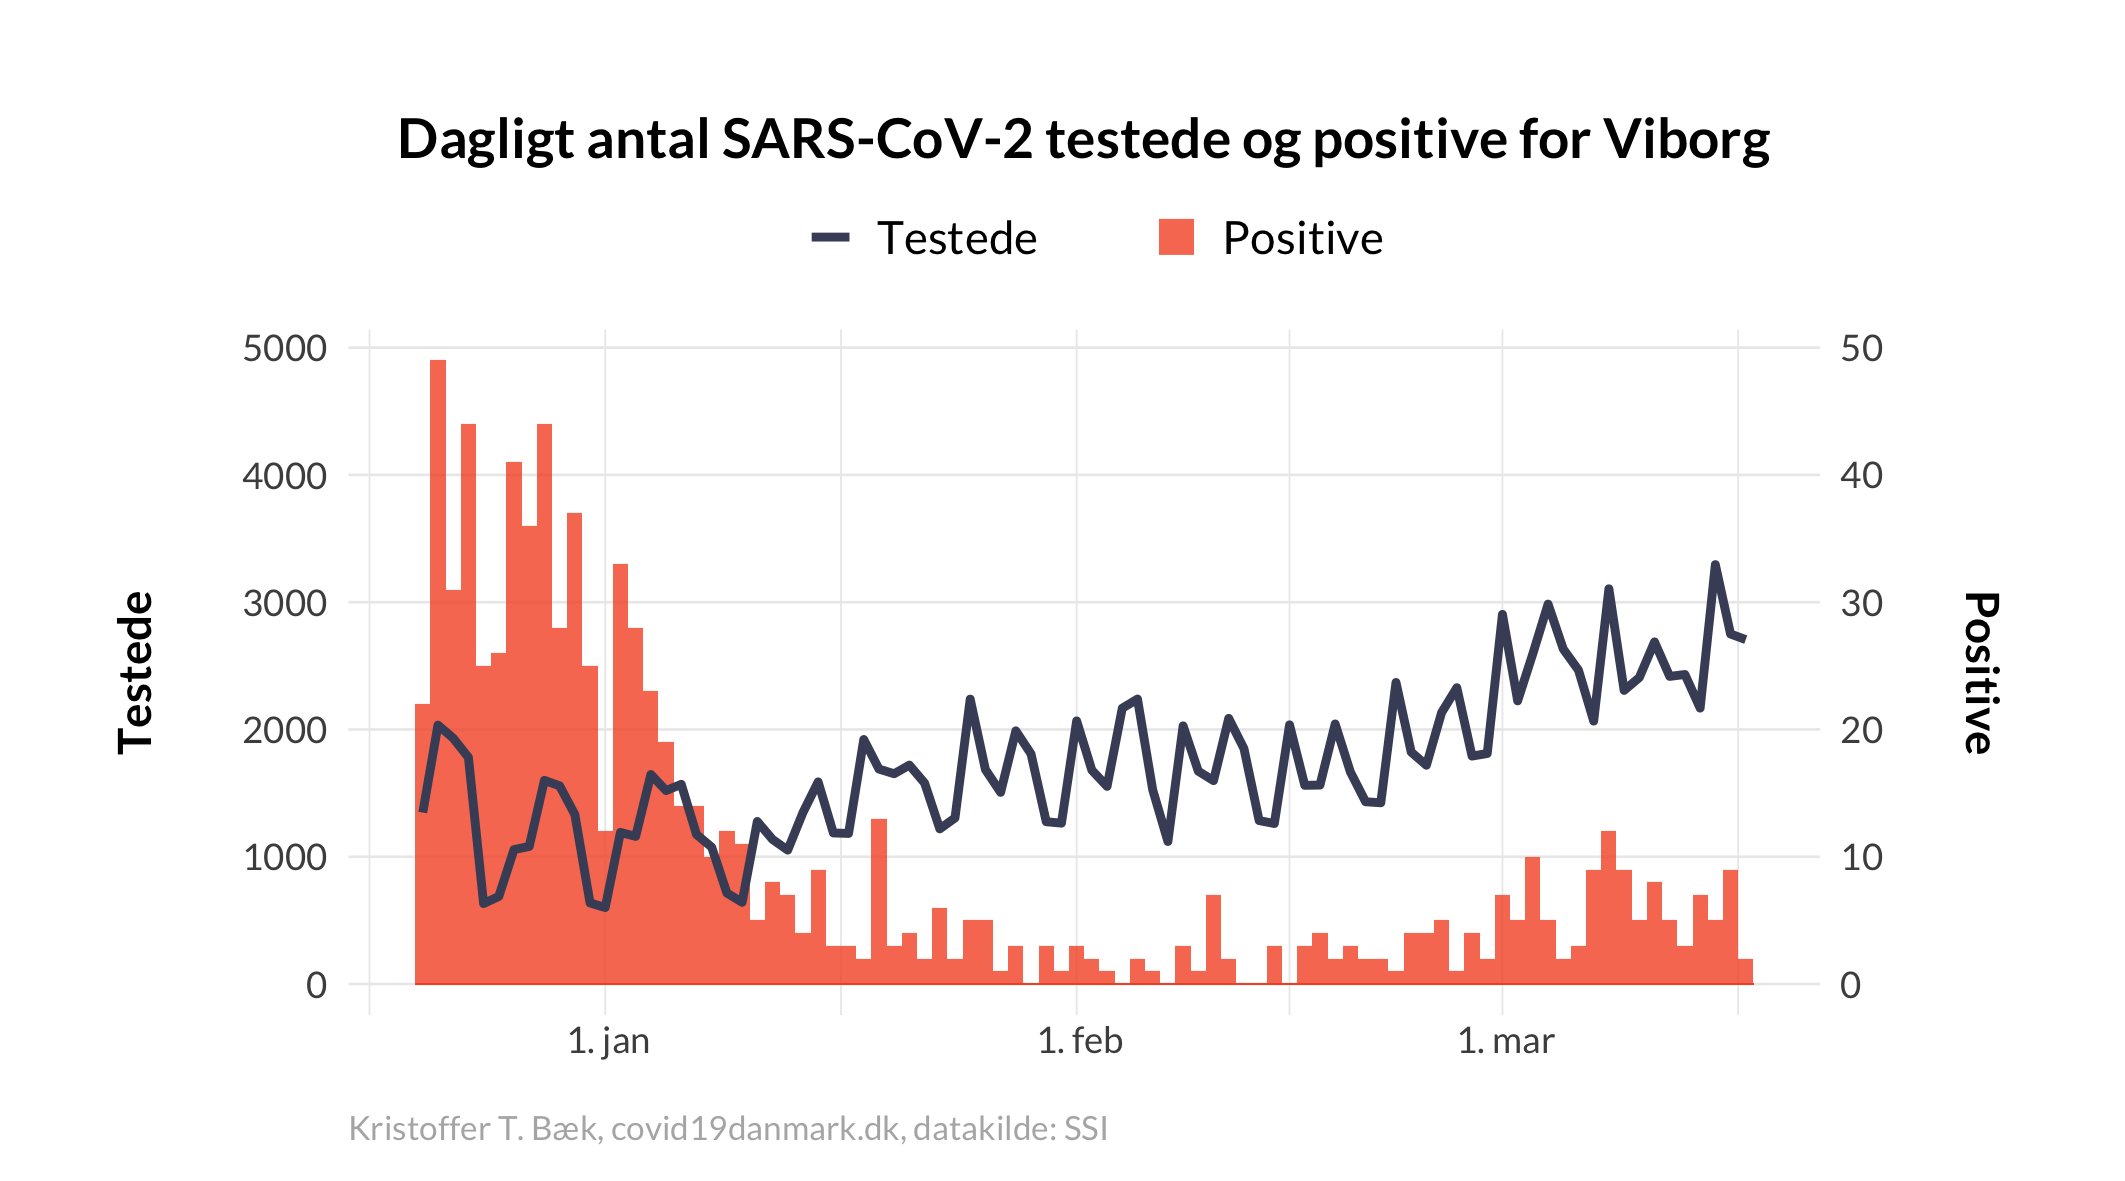 Dagligt antal SARS-CoV-2 testede og positive for Viborg
Testede
Positive
5000
4000
3000
2000
1000
0
Testede
50
40
30
20
10
0
Positive
1. jan
1. feb
1. mar
Kristoffer T. Bæk, covid19danmark.dk, datakilde: SSI